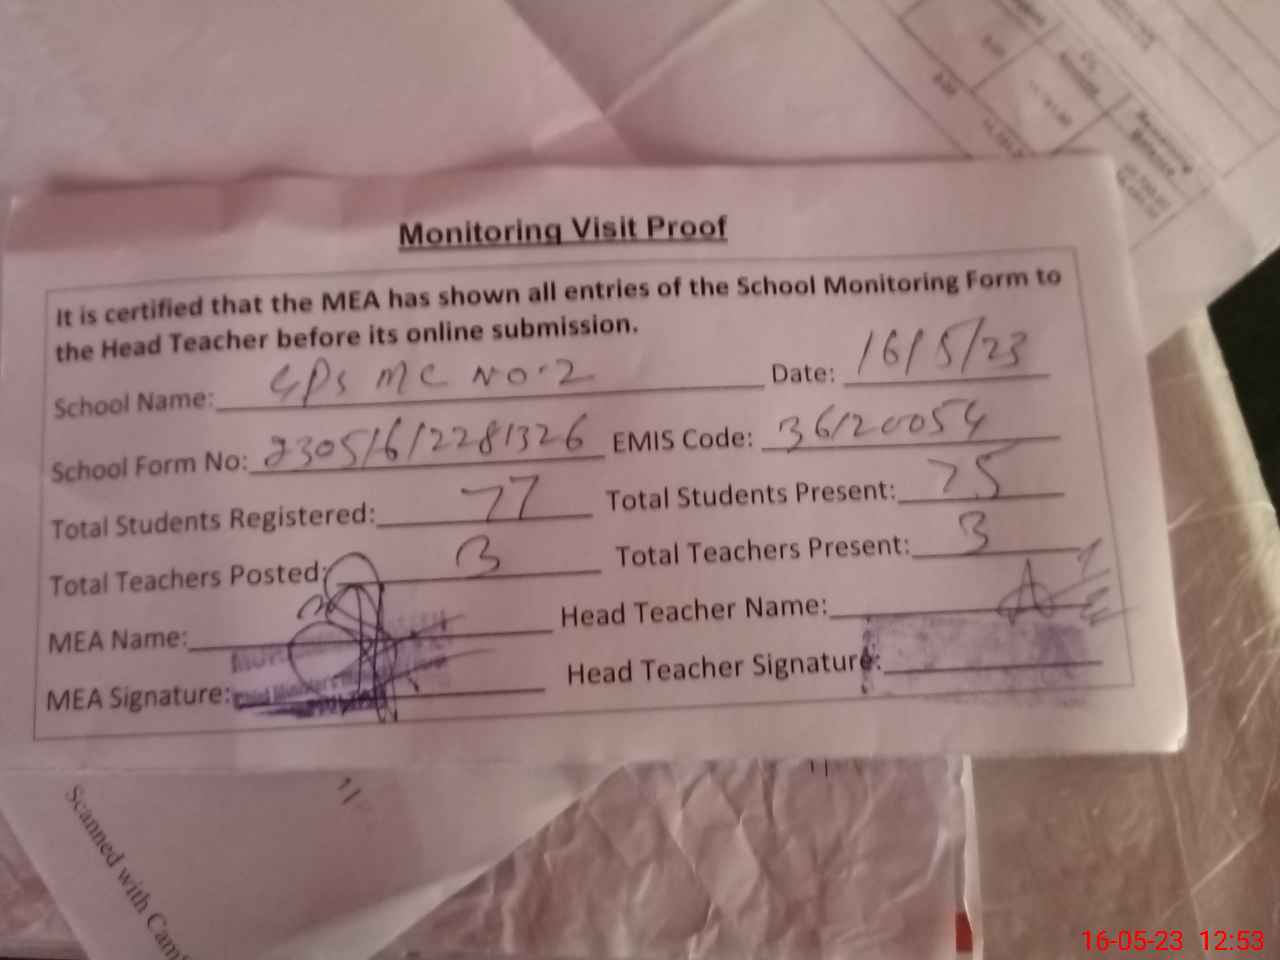 Monitoring Visit Proof
It is certified that the MEA has shown all entries of the School Monitoring Form to
the Head Teacher before its online submission.
School Name: GPS MC NO.2 Date: 16/5/23
School Form No: 230516/2281326 EMIS Code: 36120054
Total Students Registered: 77 Total Students Present: 75
Total Teachers Posted: 3 Total Teachers Present: 3
MEA Name: Head Teacher Name:
MEA Signature: Head Teacher Signature:
Scanned with Cam
16-05-23 12:53